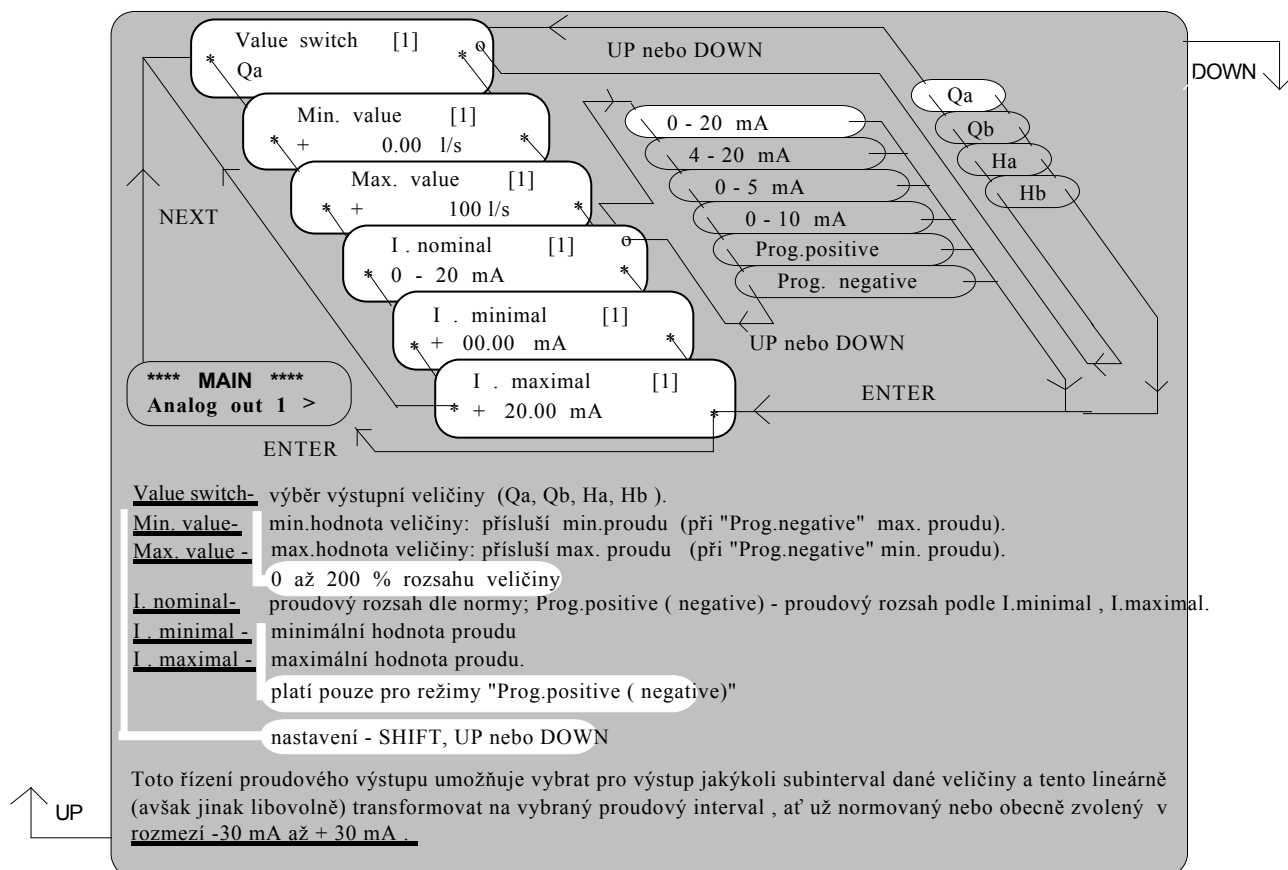 Value switch [1]
* Qa * o
UP nebo DOWN
DOWN
Min. value [1]
* + 0.00 l/s *
Max. value [1]
* + 100 l/s *
I . nominal [1] o
* 0 - 20 mA *
I . minimal [1]
* + 00.00 mA *
I . maximal [1]
* + 20.00 mA *
0 - 20 mA
4 - 20 mA
0 - 5 mA
0 - 10 mA
Prog.positive
Prog. negative
Qa
Qb
Ha
Hb
NEXT
UP nebo DOWN
**** MAIN ****
Analog out 1 >
ENTER
ENTER
Value switch- výběr výstupní veličiny (Qa, Qb, Ha, Hb ).
Min. value- min.hodnota veličiny: přísluší min.proudu (při "Prog.negative" max. proudu).
Max. value - max.hodnota veličiny: přísluší max. proudu (při "Prog.negative" min. proudu).
0 až 200 % rozsahu veličiny
I. nominal- proudový rozsah dle normy; Prog.positive ( negative) - proudový rozsah podle I.minimal , I.maximal.
I . minimal - minimální hodnota proudu
I . maximal - maximální hodnota proudu.
platí pouze pro režimy "Prog.positive ( negative)"
nastavení - SHIFT, UP nebo DOWN
Toto řízení proudového výstupu umožňuje vybrat pro výstup jakýkoli subinterval dané veličiny a tento lineárně
(avšak jinak libovolně) transformovat na vybraný proudový interval , ať už normovaný nebo obecně zvolený v
rozmezí -30 mA až + 30 mA .
UP